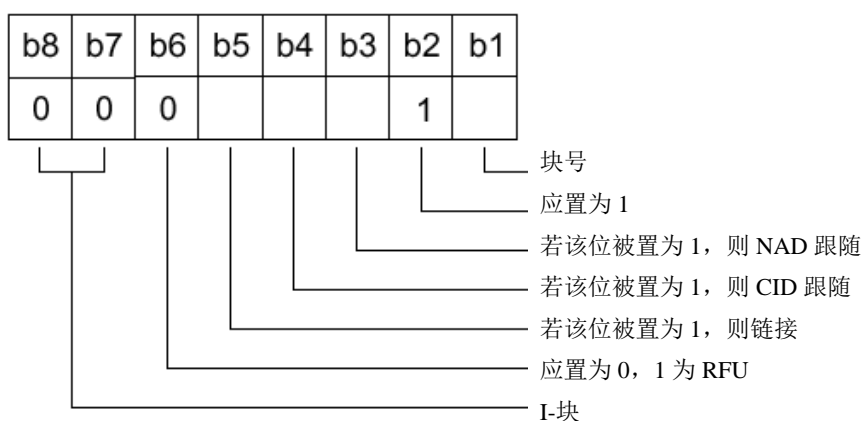 b8 b7 b6 b5 b4 b3 b2 b1
0 0 0 1
块号
应置为 1
若该位被置为 1，则 NAD 跟随
若该位被置为 1，则 CID 跟随
若该位被置为 1，则链接
应置为 0，1 为 RFU
I-块